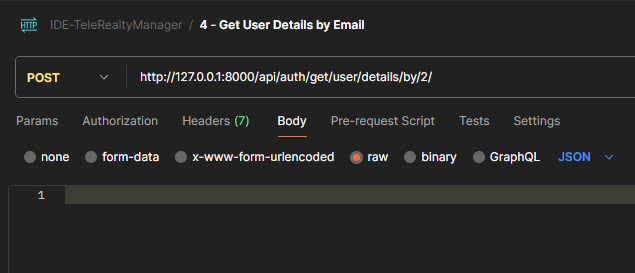 HTTP IDE-TeleRealtyManager / 4 - Get User Details by Email
POST http://127.0.0.1:8000/api/auth/get/user/details/by/2/
Params Authorization Headers (7) Body Pre-request Script Tests Settings
none form-data x-www-form-urlencoded raw binary GraphQL JSON
1